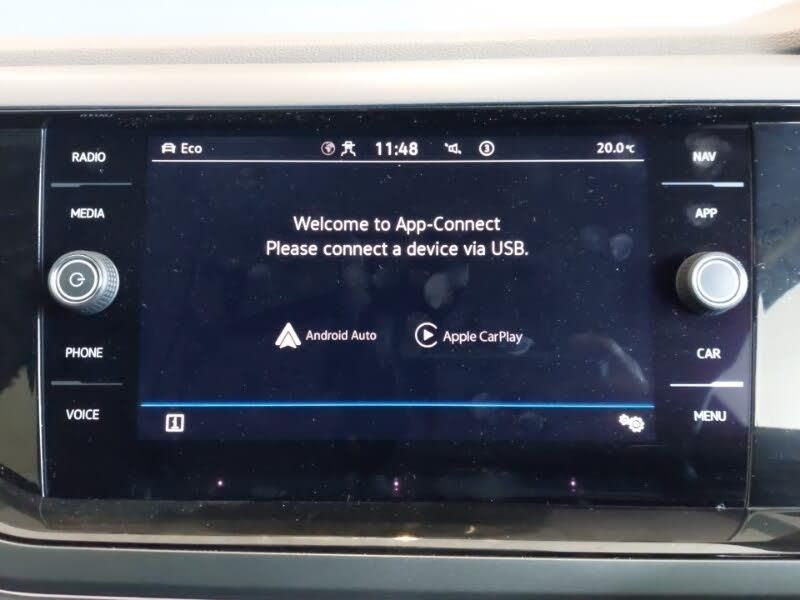 RADIO
MEDIA
PHONE
VOICE
Eco
11:48
3
20.0°C
Welcome to App-Connect
Please connect a device via USB.
Android Auto
Apple CarPlay
NAV
APP
CAR
MENU